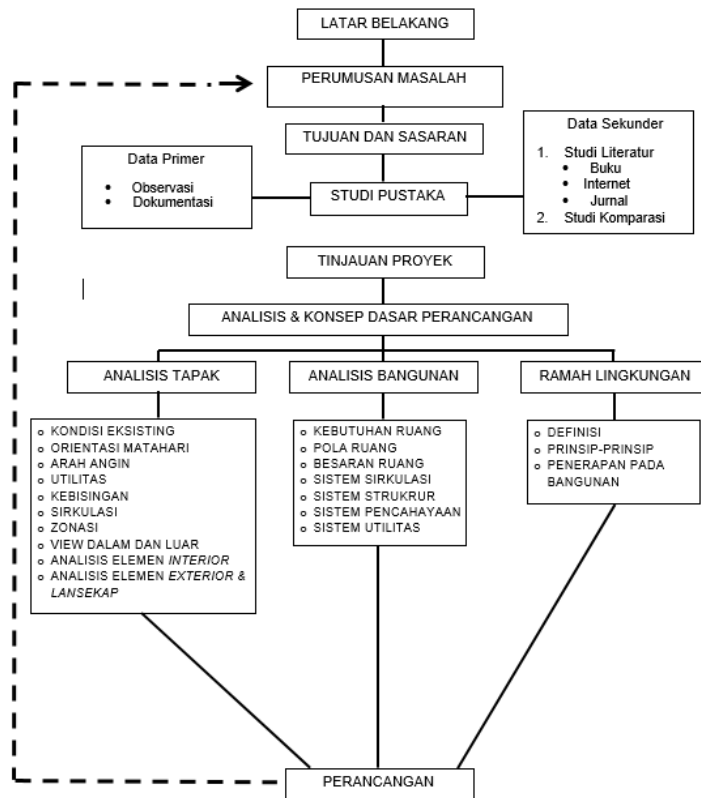 LATAR BELAKANG
PERUMUSAN MASALAH
TUJUAN DAN SASARAN
Data Primer
• Observasi
• Dokumentasi
STUDI PUSTAKA
Data Sekunder
1. Studi Literatur
• Buku
• Internet
• Jurnal
2. Studi Komparasi
TINJAUAN PROYEK
ANALISIS & KONSEP DASAR PERANCANGAN
ANALISIS TAPAK
ANALISIS BANGUNAN
RAMAH LINGKUNGAN
o KONDISI EKSISTING
o ORIENTASI MATAHARI
o ARAH ANGIN
o UTILITAS
o KEBISINGAN
o SIRKULASI
o ZONASI
o VIEW DALAM DAN LUAR
o ANALISIS ELEMEN INTERIOR
o ANALISIS ELEMEN EXTERIOR &
LANSEKAP
o KEBUTUHAN RUANG
o POLA RUANG
o BESARAN RUANG
o SISTEM SIRKULASI
o SISTEM STRUKRUR
o SISTEM PENCAHAYAAN
o SISTEM UTILITAS
o DEFINISI
o PRINSIP-PRINSIP
o PENERAPAN PADA
BANGUNAN
PERANCANGAN